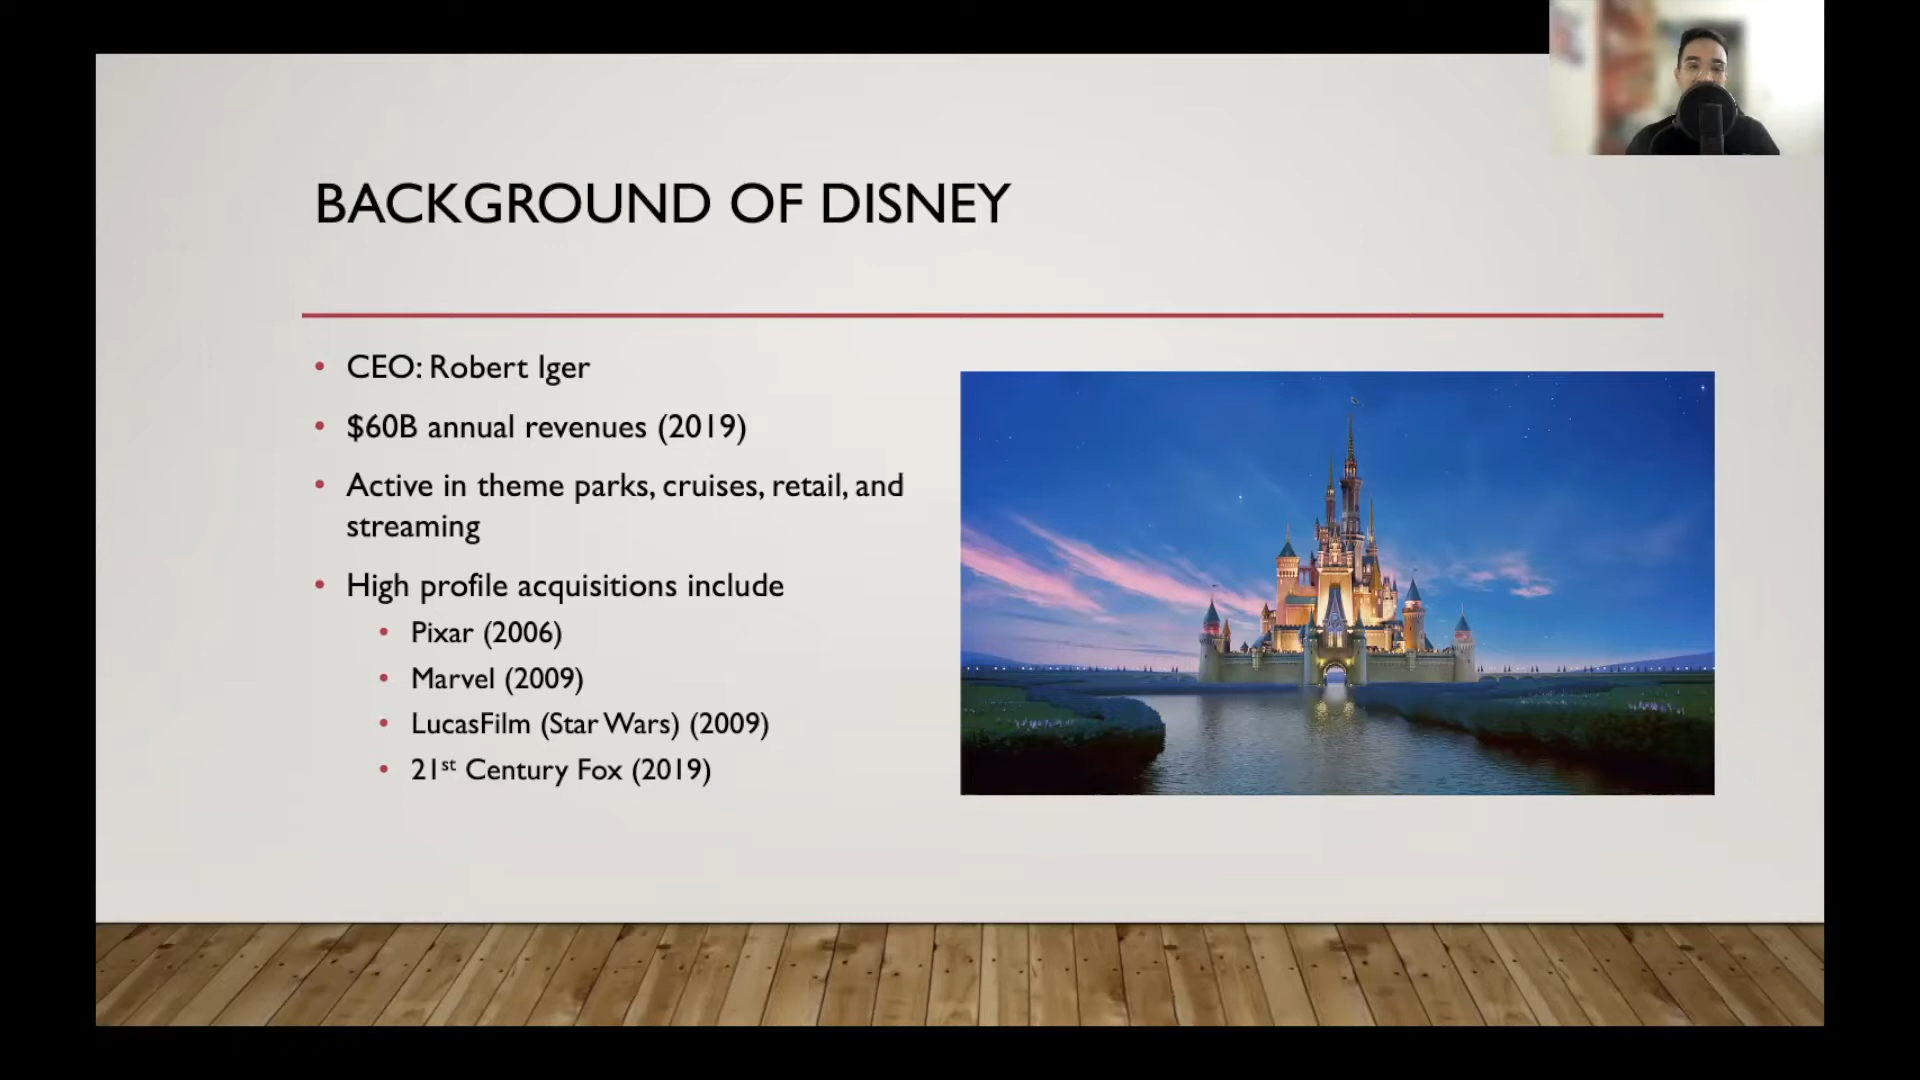 BACKGROUND OF DISNEY
• CEO: Robert Iger
• $60B annual revenues (2019)
• Active in theme parks, cruises, retail, and
streaming
• High profile acquisitions include
• Pixar (2006)
• Marvel (2009)
• LucasFilm (Star Wars) (2009)
• 21st Century Fox (2019)